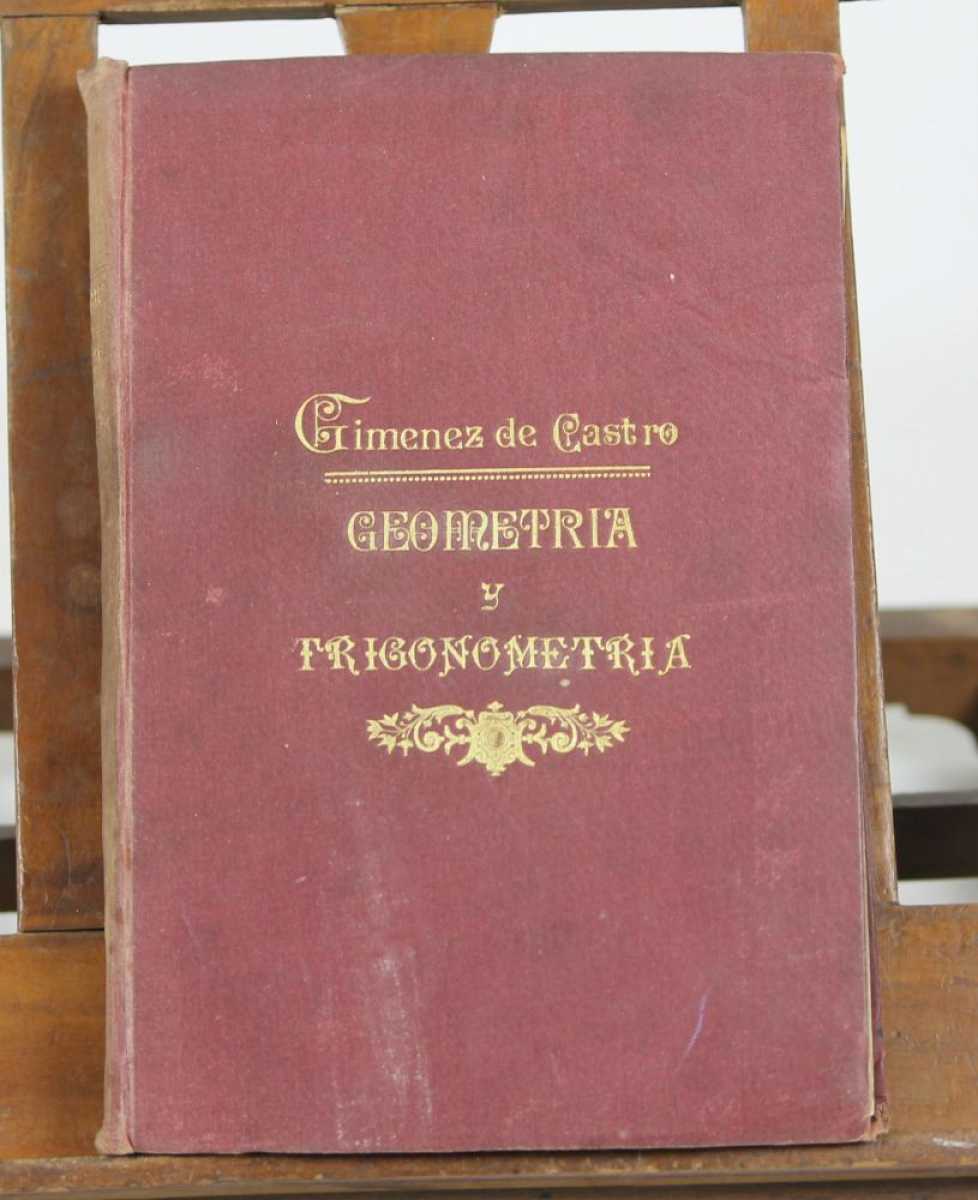 Gimenez de Castro
GEOMETRIA
y
TRIGONOMETRIA